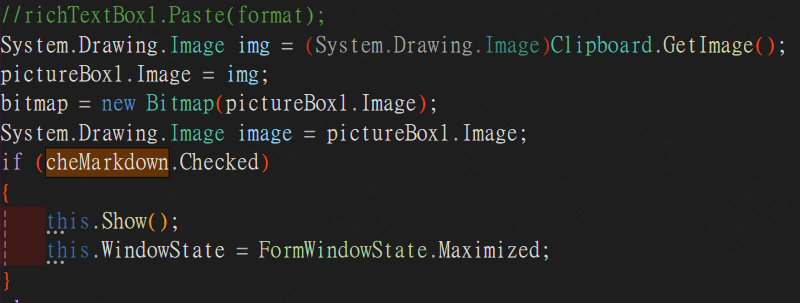 //richTextBox1.Paste(format);
System.Drawing.Image img = (System.Drawing.Image)Clipboard.GetImage();
pictureBox1.Image = img;
bitmap = new Bitmap(pictureBox1.Image);
System.Drawing.Image image = pictureBox1.Image;
if (cheMarkdown.Checked)
{
this.Show();
this.WindowState = FormWindowState.Maximized;
}